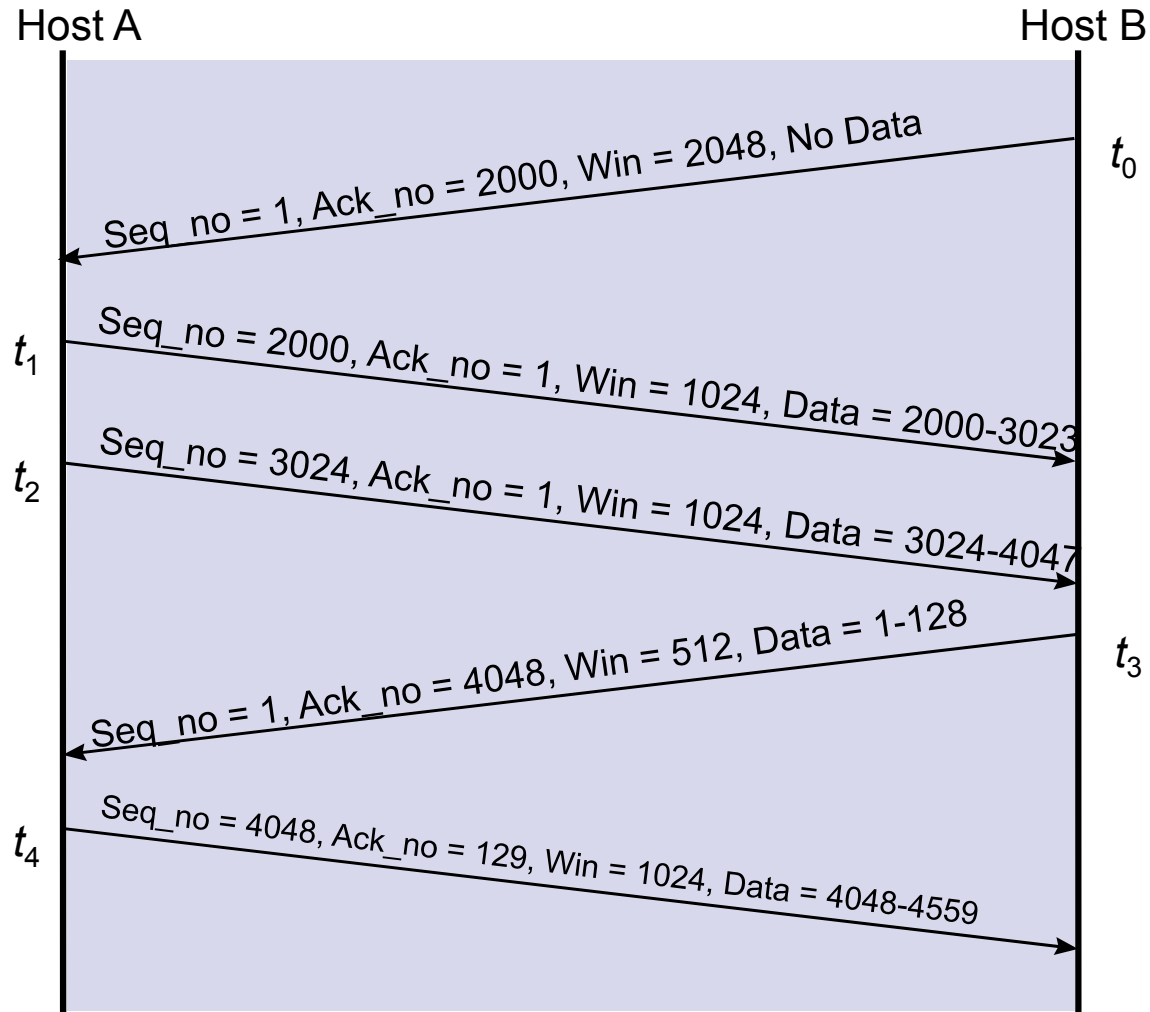 Host A
Host B
t0
Seq_no = 1, Ack_no = 2000, Win = 2048, No Data
t1
Seq_no = 2000, Ack_no = 1, Win = 1024, Data = 2000-3023
t2
Seq_no = 3024, Ack_no = 1, Win = 1024, Data = 3024-4047
t3
Seq_no = 1, Ack_no = 4048, Win = 512, Data = 1-128
t4
Seq_no = 4048, Ack_no = 129, Win = 1024, Data = 4048-4559